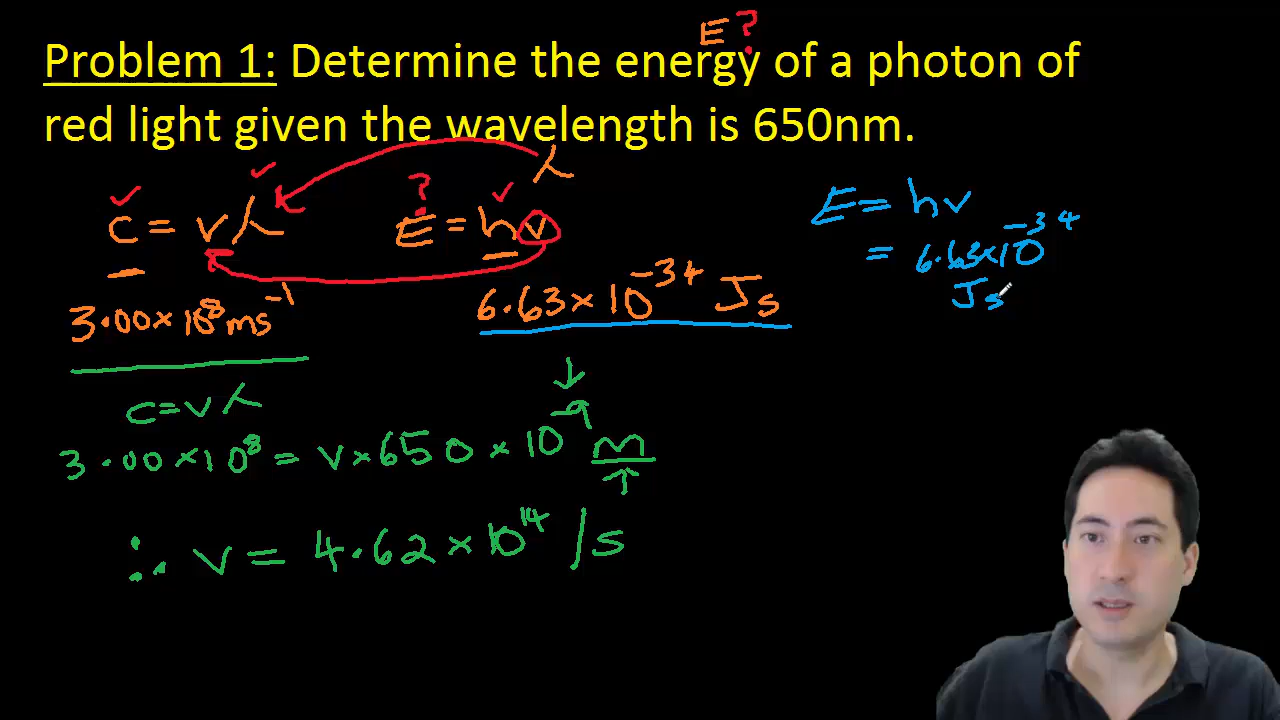 E ?
Problem 1: Determine the energy of a photon of
red light given the wavelength is 650nm.
λ
c = vλ
?
E = hv
3.00×10⁸ms⁻¹
6.63×10⁻³⁴ Js
c=vλ
3.00×10⁸ = v×650×10⁻⁹ m
∴ v = 4.62×10¹⁴ /s
E = hv
= 6.63×10⁻³⁴
Js